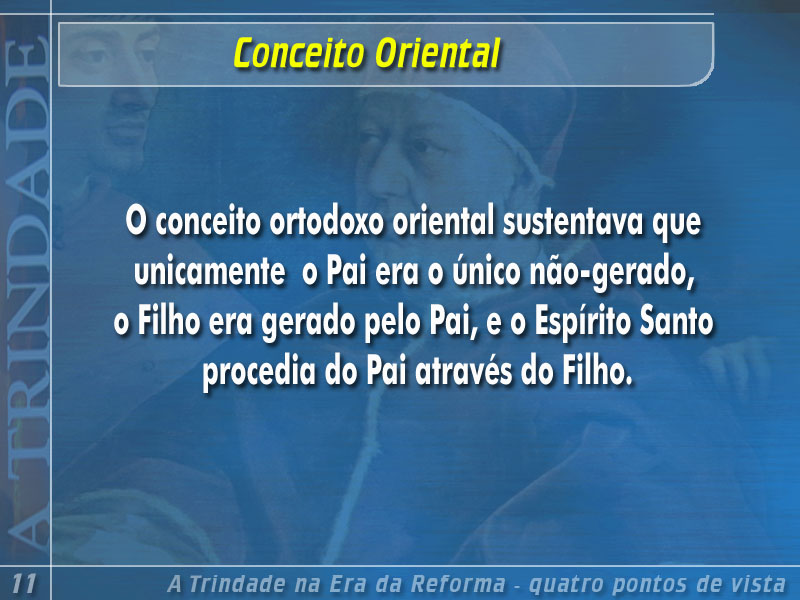 Conceito Oriental
A TRINDADE
O conceito ortodoxo oriental sustentava que
unicamente o Pai era o único não-gerado,
o Filho era gerado pelo Pai, e o Espírito Santo
procedia do Pai através do Filho.
11
A Trindade na Era da Reforma - quatro pontos de vista